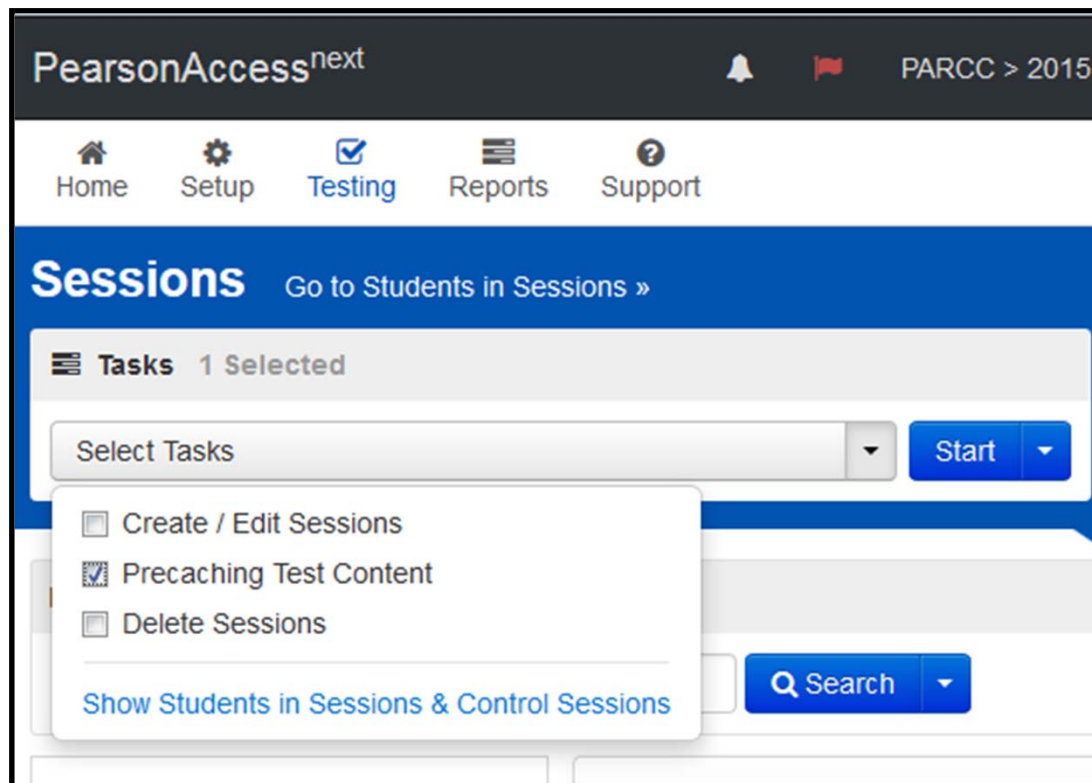 PearsonAccessnext PARCC > 2015
Home Setup Testing Reports Support
Sessions Go to Students in Sessions »
Tasks 1 Selected
Select Tasks Start
Create / Edit Sessions
Precaching Test Content
Delete Sessions
Search
Show Students in Sessions & Control Sessions